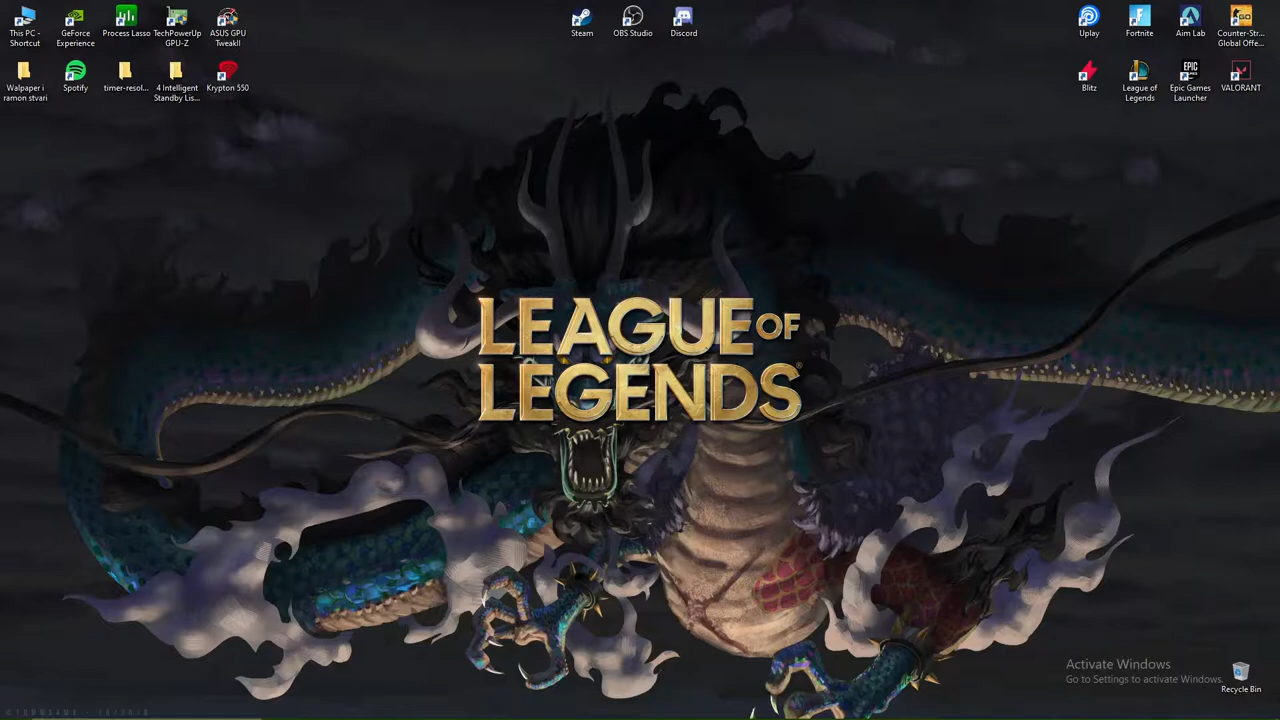 This PC -
Shortcut
GeForce
Experience
Process Lasso
TechPowerUp
GPU-Z
ASUS GPU
TweakII
Steam
OBS Studio
Discord
Uplay
Fortnite
Aim Lab
GO
Counter-Str...
Global Offe...
Walpaper i
ramon stvari
Spotify
timer-resol...
4 Intelligent
Standby Lis...
Krypton 550
Blitz
League of
Legends
EPIC
Epic Games
Launcher
VALORANT
LEAGUE OF
LEGENDS
Activate Windows
Go to Settings to activate Windows.
Recycle Bin